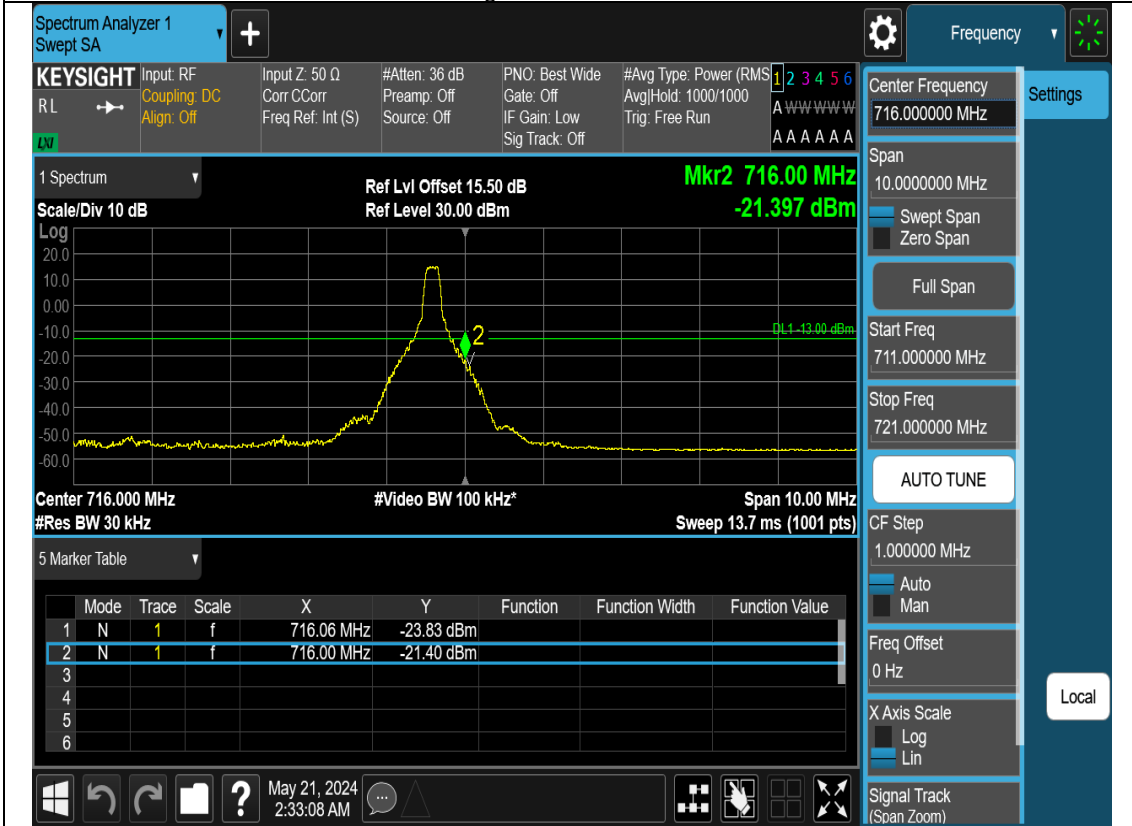 Spectrum Analyzer 1
Swept SA
+
Frequency
KEYSIGHT
RL
LXI
Input: RF
Coupling: DC
Align: Off
Input Z: 50 Ω
Corr CCorr
Freq Ref: Int (S)
#Atten: 36 dB
Preamp: Off
Source: Off
PNO: Best Wide
Gate: Off
IF Gain: Low
Sig Track: Off
#Avg Type: Power (RMS
Avg|Hold: 1000/1000
Trig: Free Run
1 2 3 4 5 6
A W W W W W
A A A A A A
1 Spectrum
Scale/Div 10 dB
Ref Lvl Offset 15.50 dB
Ref Level 30.00 dBm
Mkr2 716.00 MHz
-21.397 dBm
Log
20.0
10.0
0.00
-10.0
-20.0
-30.0
-40.0
-50.0
-60.0
2
DL1 -13.00 dBm
Center 716.000 MHz
#Video BW 100 kHz*
Span 10.00 MHz
#Res BW 30 kHz
Sweep 13.7 ms (1001 pts)
5 Marker Table
Mode Trace Scale X Y Function Function Width Function Value
1 N 1 f 716.06 MHz -23.83 dBm
2 N 1 f 716.00 MHz -21.40 dBm
3
4
5
6
?
May 21, 2024
2:33:08 AM
Center Frequency
716.000000 MHz
Settings
Span
10.0000000 MHz
Swept Span
Zero Span
Full Span
Start Freq
711.000000 MHz
Stop Freq
721.000000 MHz
AUTO TUNE
CF Step
1.000000 MHz
Auto
Man
Freq Offset
0 Hz
X Axis Scale
Log
Lin
Local
Signal Track
(Span Zoom)